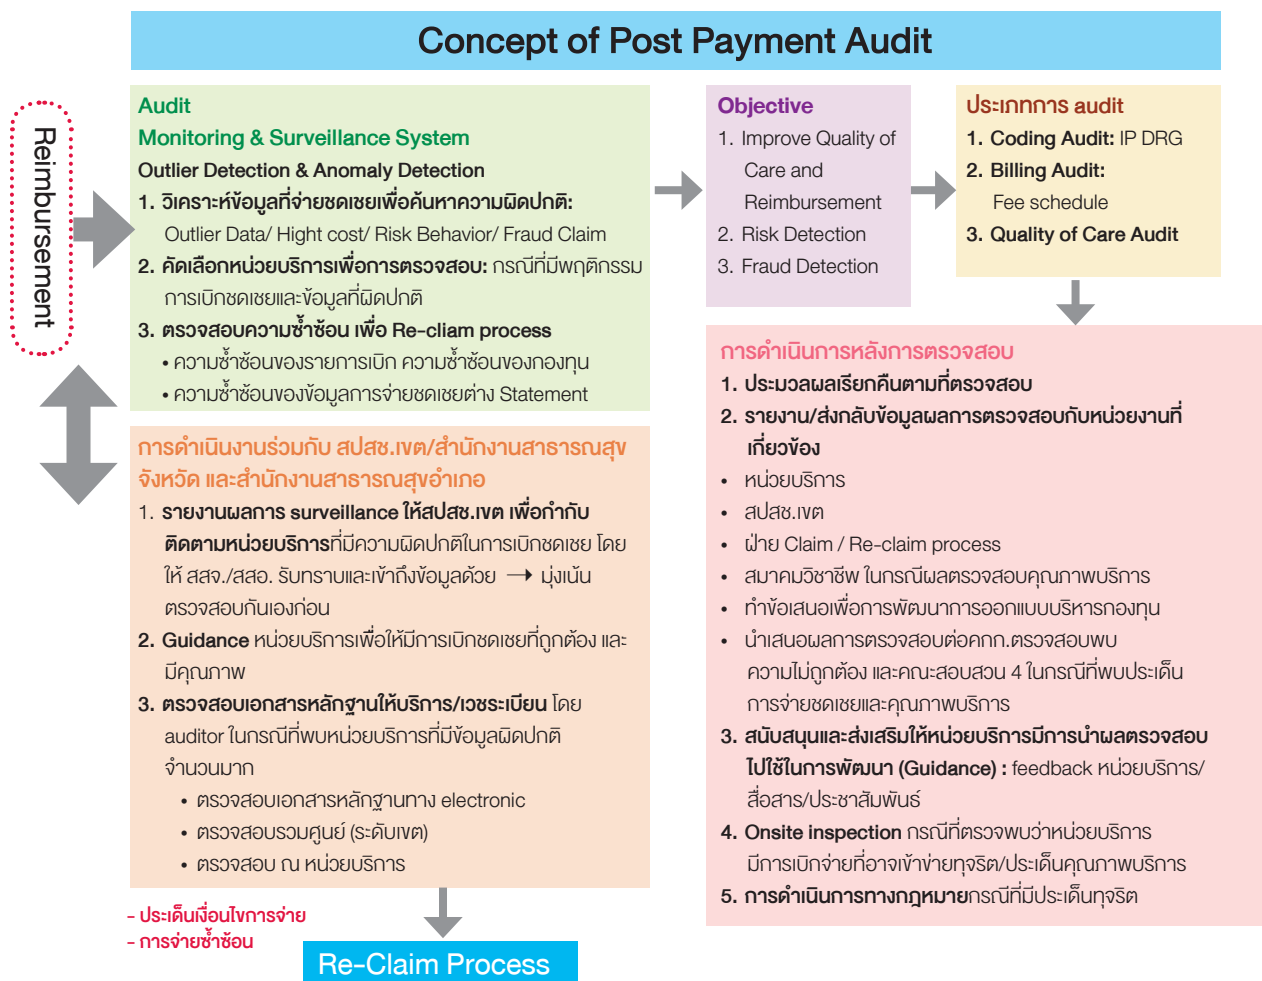 Concept of Post Payment Audit
Reimbursement
Audit
Monitoring & Surveillance System
Outlier Detection & Anomaly Detection
1. วิเคราะห์ข้อมูลที่จ่ายชดเชยเพื่อค้นหาความผิดปกติ:
Outlier Data/ Hight cost/ Risk Behavior/ Fraud Claim
2. คัดเลือกหน่วยบริการเพื่อการตรวจสอบ: กรณีที่มีพฤติกรรม
การเบิกชดเชยและข้อมูลที่ผิดปกติ
3. ตรวจสอบความซ้ำซ้อน เพื่อ Re-cliam process
• ความซ้ำซ้อนของรายการเบิก ความซ้ำซ้อนของกองทุน
• ความซ้ำซ้อนของข้อมูลการจ่ายชดเชยต่าง Statement
Objective
1. Improve Quality of
Care and
Reimbursement
2. Risk Detection
3. Fraud Detection
ประเภทการ audit
1. Coding Audit: IP DRG
2. Billing Audit:
Fee schedule
3. Quality of Care Audit
การดำเนินงานร่วมกับ สปสช.เขต/สำนักงานสาธารณสุข
จังหวัด และสำนักงานสาธารณสุขอำเภอ
1. รายงานผลการ surveillance ให้สปสช.เขต เพื่อกำกับ
ติดตามหน่วยบริการที่มีความผิดปกติในการเบิกชดเชย โดย
ให้ สสจ./สสอ. รับทราบและเข้าถึงข้อมูลด้วย → มุ่งเน้น
ตรวจสอบกันเองก่อน
2. Guidance หน่วยบริการเพื่อให้มีการเบิกชดเชยที่ถูกต้อง และ
มีคุณภาพ
3. ตรวจสอบเอกสารหลักฐานให้บริการ/เวชระเบียน โดย
auditor ในกรณีที่พบหน่วยบริการที่มีข้อมูลผิดปกติ
จำนวนมาก
• ตรวจสอบเอกสารหลักฐานทาง electronic
• ตรวจสอบรวมศูนย์ (ระดับเขต)
• ตรวจสอบ ณ หน่วยบริการ
- ประเด็นเงื่อนไขการจ่าย
- การจ่ายซ้ำซ้อน
Re-Claim Process
การดำเนินการหลังการตรวจสอบ
1. ประมวลผลเรียกคืนตามที่ตรวจสอบ
2. รายงาน/ส่งกลับข้อมูลผลการตรวจสอบกับหน่วยงานที่
เกี่ยวข้อง
• หน่วยบริการ
• สปสช.เขต
• ฝ่าย Claim / Re-claim process
• สมาคมวิชาชีพ ในกรณีผลตรวจสอบคุณภาพบริการ
• ทำข้อเสนอเพื่อการพัฒนาการออกแบบบริหารกองทุน
• นำเสนอผลการตรวจสอบต่อคกก.ตรวจสอบพบ
ความไม่ถูกต้อง และคณะสอบสวน 4 ในกรณีที่พบประเด็น
การจ่ายชดเชยและคุณภาพบริการ
3. สนับสนุนและส่งเสริมให้หน่วยบริการมีการนำผลตรวจสอบ
ไปใช้ในการพัฒนา (Guidance) : feedback หน่วยบริการ/
สื่อสาร/ประชาสัมพันธ์
4. Onsite inspection กรณีที่ตรวจพบว่าหน่วยบริการ
มีการเบิกจ่ายที่อาจเข้าข่ายทุจริต/ประเด็นคุณภาพบริการ
5. การดำเนินการทางกฎหมายกรณีที่มีประเด็นทุจริต